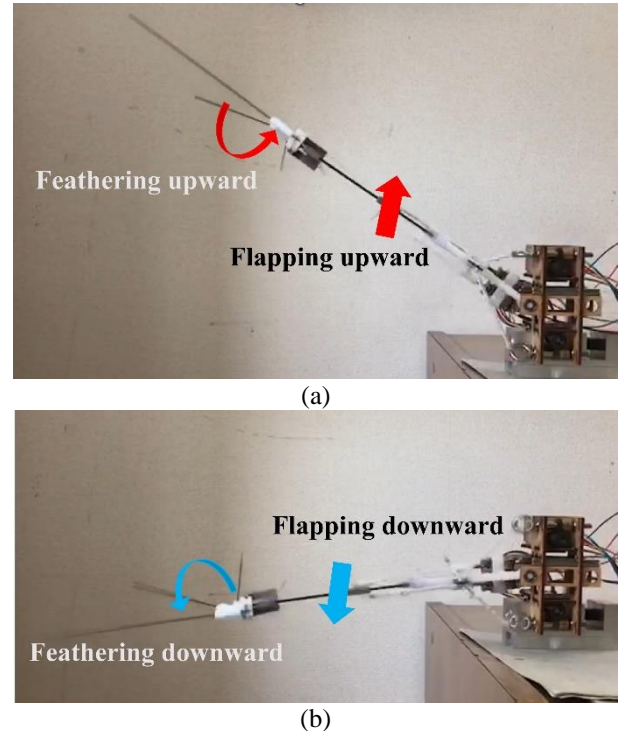 Feathering upward
Flapping upward
(a)
Flapping downward
Feathering downward
(b)